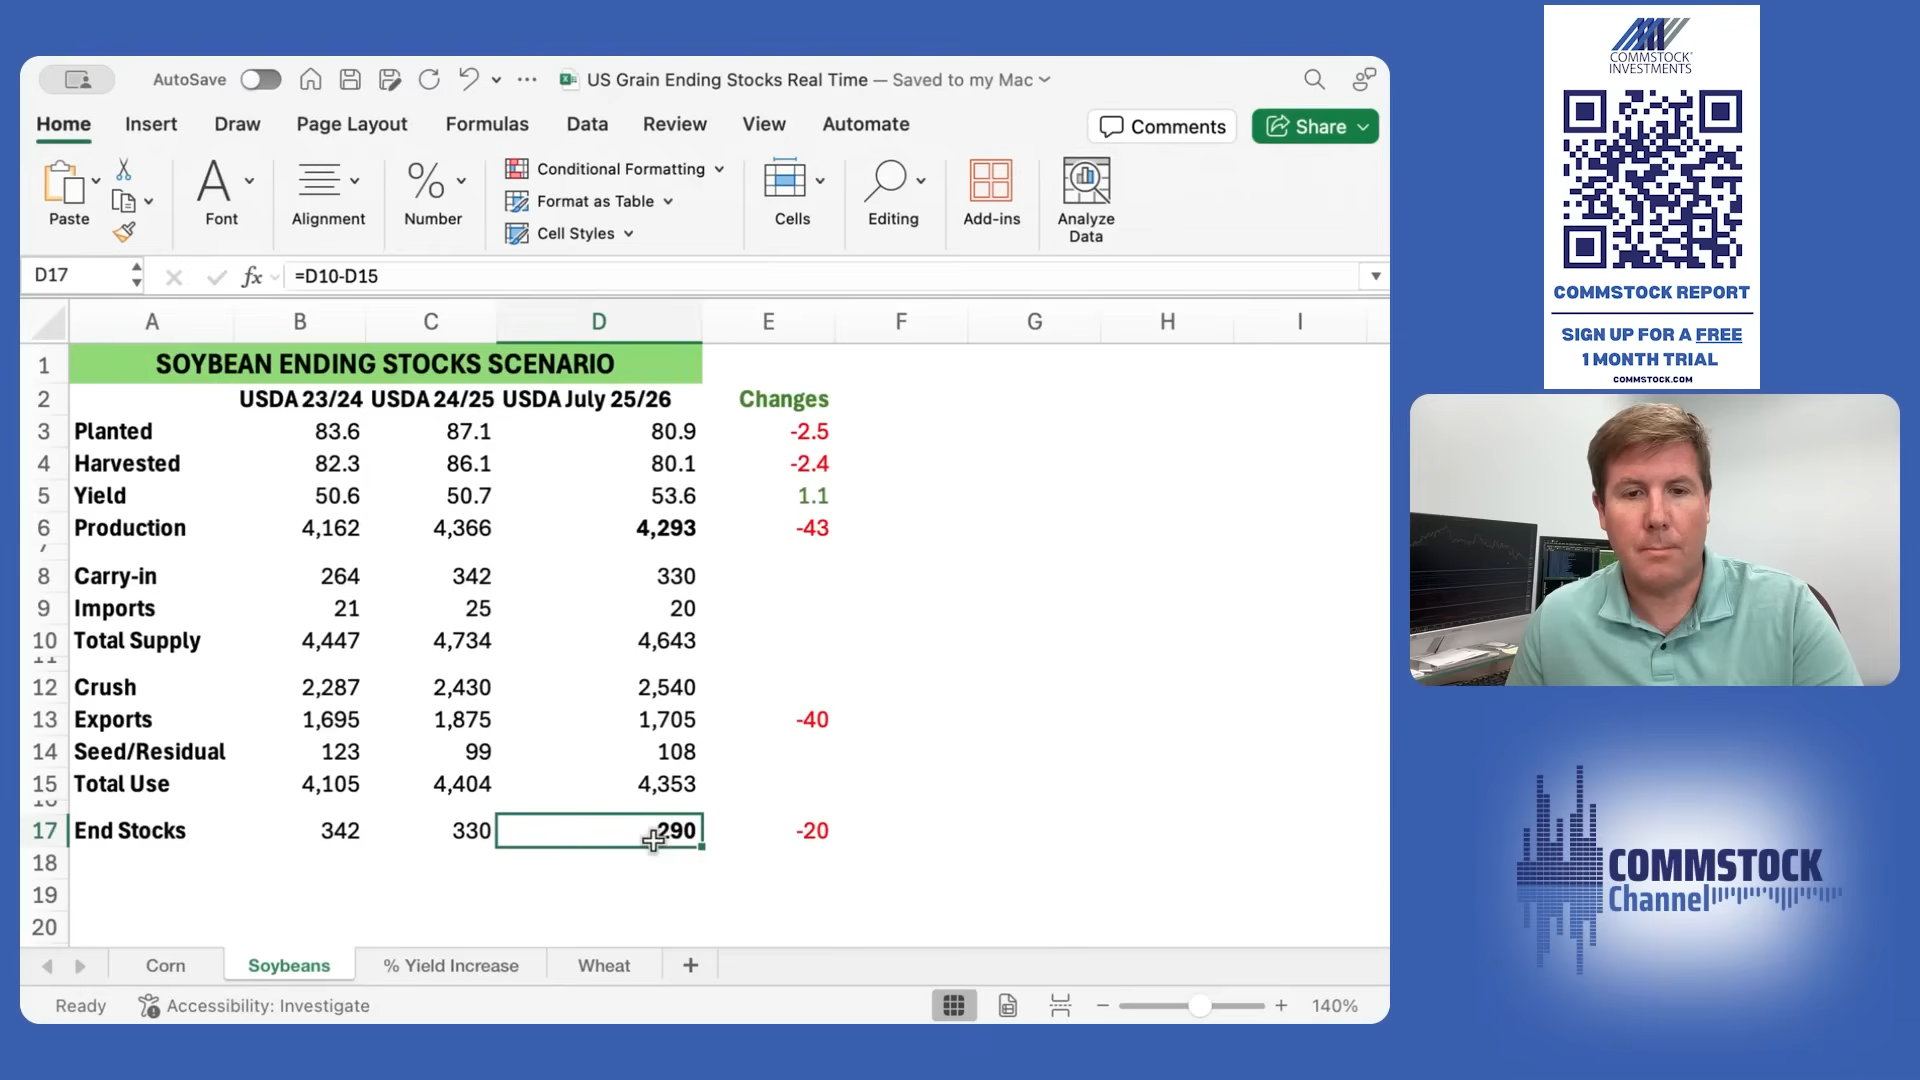 AutoSave
US Grain Ending Stocks Real Time — Saved to my Mac
Home Insert Draw Page Layout Formulas Data Review View Automate
Comments Share
Paste Font Alignment Number
Conditional Formatting
Format as Table
Cell Styles
Cells Editing Add-ins Analyze Data
D17 fx =D10-D15
A B C D E F G H I
1 SOYBEAN ENDING STOCKS SCENARIO
2 USDA 23/24 USDA 24/25 USDA July 25/26 Changes
3 Planted 83.6 87.1 80.9 -2.5
4 Harvested 82.3 86.1 80.1 -2.4
5 Yield 50.6 50.7 53.6 1.1
6 Production 4,162 4,366 4,293 -43
8 Carry-in 264 342 330
9 Imports 21 25 20
10 Total Supply 4,447 4,734 4,643
12 Crush 2,287 2,430 2,540
13 Exports 1,695 1,875 1,705 -40
14 Seed/Residual 123 99 108
15 Total Use 4,105 4,404 4,353
17 End Stocks 342 330 290 -20
18
19
20
Corn Soybeans % Yield Increase Wheat
Ready Accessibility: Investigate 140%
COMMSTOCK
INVESTMENTS
COMMSTOCK REPORT
SIGN UP FOR A FREE
1 MONTH TRIAL
COMMSTOCK.COM
COMMSTOCK
Channel